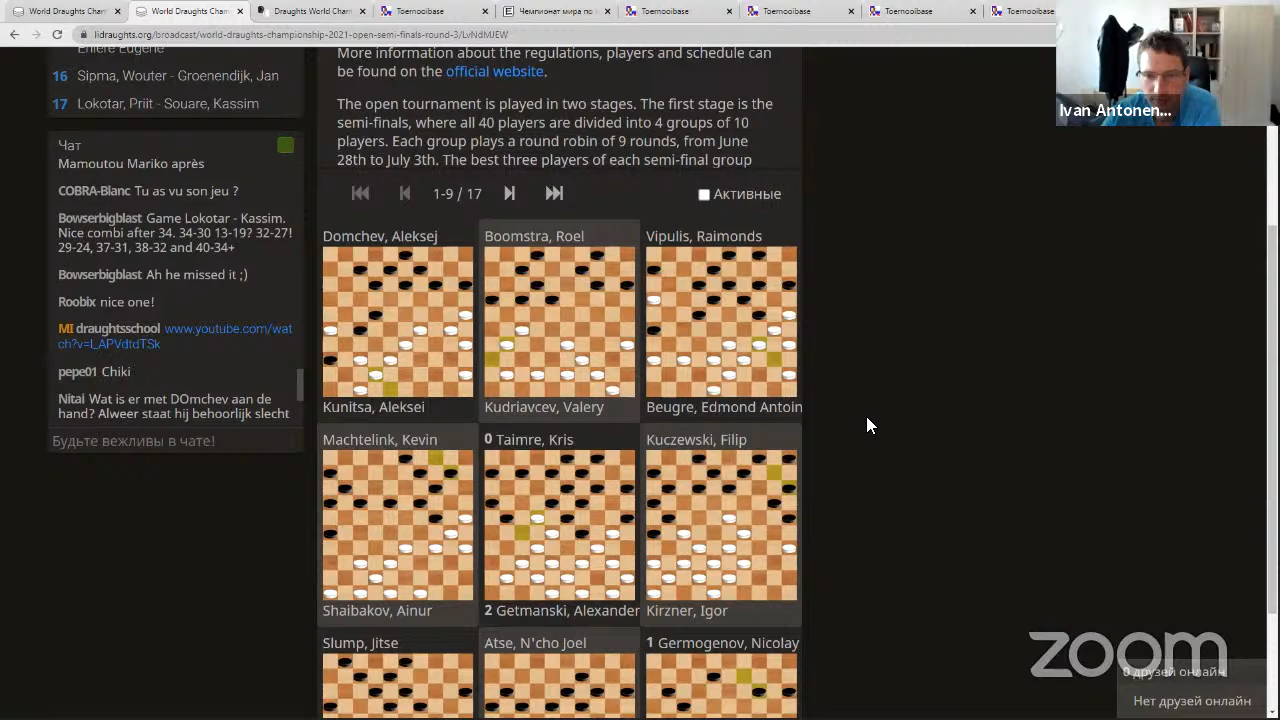 World Draughts Cham
World Draughts Cham
Draughts World Cham
Toernooibase
Чемпионат мира по
Toernooibase
Toernooibase
Toernooibase
Toernooibase
lidraughts.org/broadcast/world-draughts-championship-2021-open-semi-finals-round-3/
Eugene
16 Sipma, Wouter - Groenendijk, Jan
17 Lokotar, Priit - Souare, Kassim
Чат
Mamoutou Mariko après
COBRA-Blanc Tu as vu son jeu ?
Bowserbigblast Game Lokotar - Kassim.
Nice combi after 34. 34-30 13-19? 32-27!
29-24, 37-31, 38-32 and 40-34+
Bowserbigblast Ah he missed it ;)
Roobix nice one!
MI draughtsschool www.youtube.com/wat
ch?v=LAPVdtdTSk
pepe01 Chiki
Nitai Wat is er met DOmchev aan de
hand? Alweer staat hij behoorlijk slecht
Будьте вежливы в чате!
More information about the regulations, players and schedule can
be found on the official website.
The open tournament is played in two stages. The first stage is the
semi-finals, where all 40 players are divided into 4 groups of 10
players. Each group plays a round robin of 9 rounds, from June
28th to July 3th. The best three players of each semi-final group
1-9 / 17
Активные
Domchev, Aleksej
Boomstra, Roel
Vipulis, Raimonds
Kunitsa, Aleksei
Kudriavcev, Valery
Beugre, Edmond Antoin
Machtelink, Kevin
0 Taimre, Kris
Kuczewski, Filip
Shaibakov, Ainur
2 Getmanski, Alexander
Kirzner, Igor
Slump, Jitse
Atse, N'cho Joel
1 Germogenov, Nicolay
Ivan Antonen...
zoom
0 друзей онлайн
Нет друзей онлайн